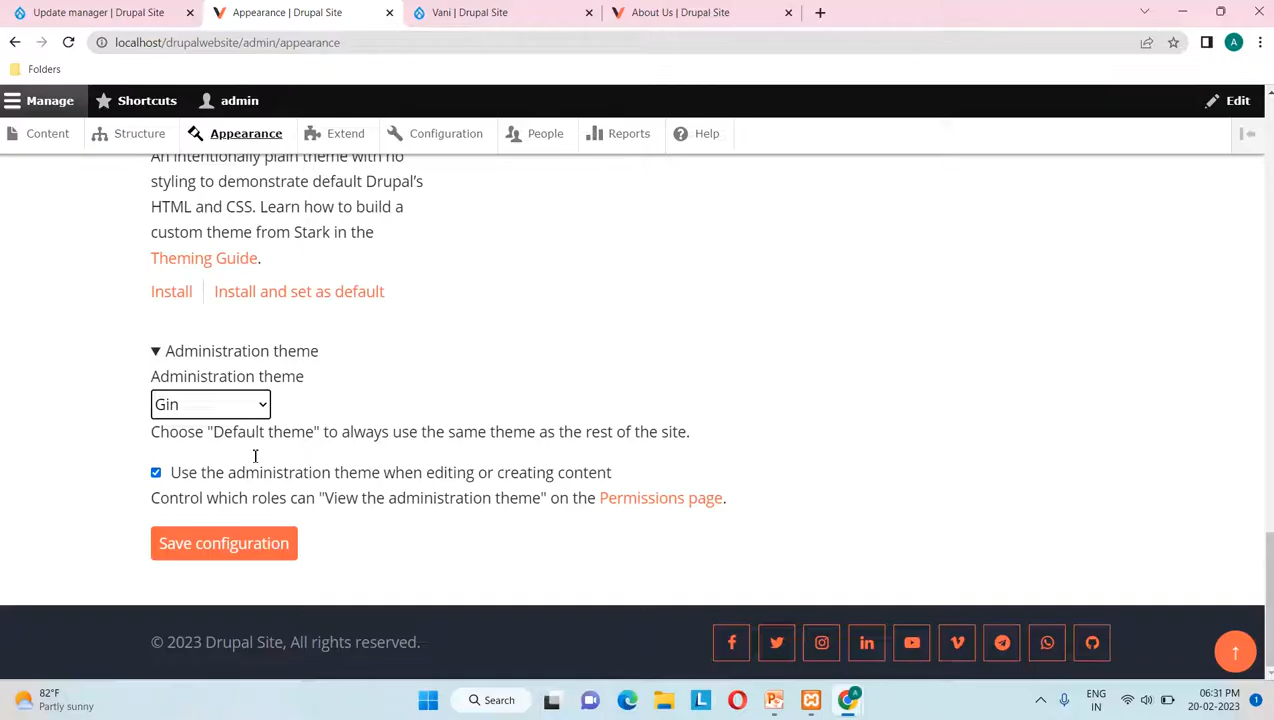 Update manager | Drupal Site
Appearance | Drupal Site
Vani | Drupal Site
About Us | Drupal Site
localhost/drupalwebsite/admin/appearance
A
Folders
Manage
Shortcuts
admin
Edit
Content
Structure
Appearance
Extend
Configuration
People
Reports
Help
An intentionally plain theme with no
styling to demonstrate default Drupal's
HTML and CSS. Learn how to build a
custom theme from Stark in the
Theming Guide.
Install
Install and set as default
Administration theme
Administration theme
Gin
Choose "Default theme" to always use the same theme as the rest of the site.
Use the administration theme when editing or creating content
Control which roles can "View the administration theme" on the Permissions page.
Save configuration
© 2023 Drupal Site, All rights reserved.
82°F
Partly sunny
Search
ENG
IN
06:31 PM
20-02-2023
1